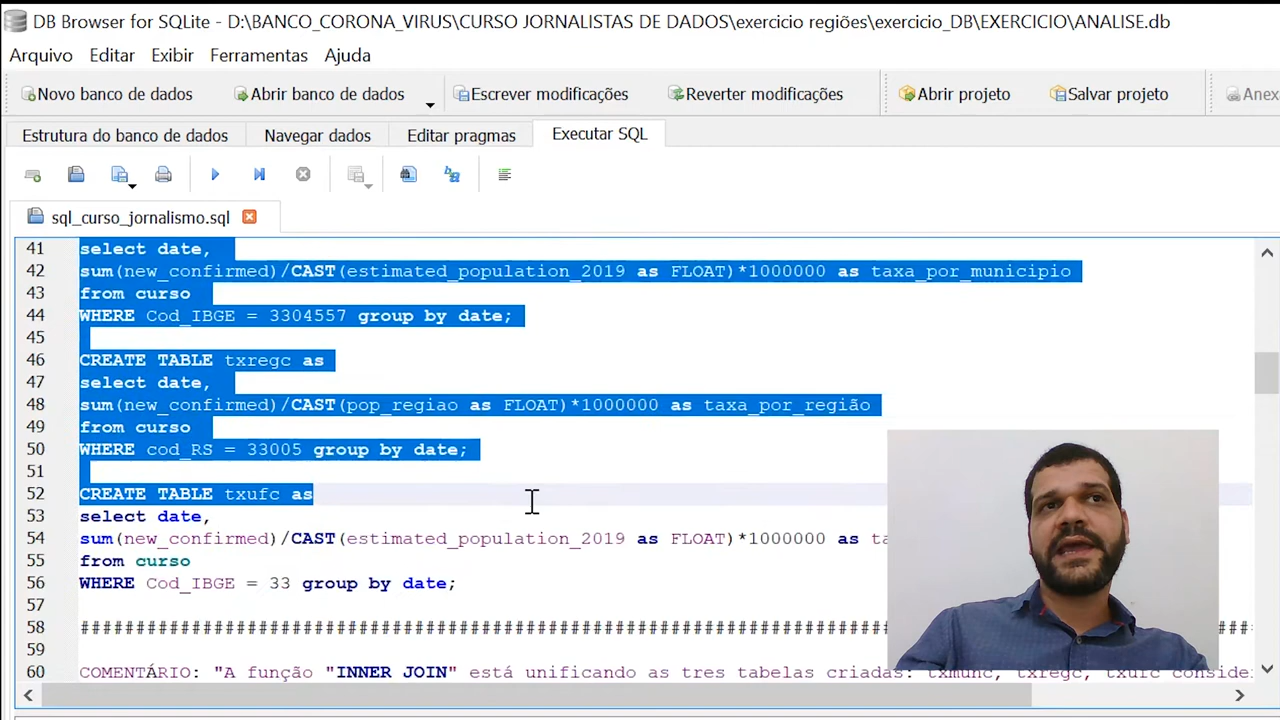 DB Browser for SQLite - D:\BANCO_CORONA_VIRUS\CURSO JORNALISTAS DE DADOS\exercicio regiões\exercicio_DB\EXERCICIO\ANALISE.db
Arquivo Editar Exibir Ferramentas Ajuda
Novo banco de dados Abrir banco de dados Escrever modificações Reverter modificações Abrir projeto Salvar projeto
Estrutura do banco de dados Navegar dados Editar pragmas Executar SQL
sql_curso_jornalismo.sql
41 select date,
42 sum(new_confirmed)/CAST(estimated_population_2019 as FLOAT)*1000000 as taxa_por_municipio
43 from curso
44 WHERE Cod_IBGE = 3304557 group by date;
45
46 CREATE TABLE txregc as
47 select date,
48 sum(new_confirmed)/CAST(pop_regiao as FLOAT)*1000000 as taxa_por_região
49 from curso
50 WHERE cod_RS = 33005 group by date;
51
52 CREATE TABLE txufc as
53 select date,
54 sum(new_confirmed)/CAST(estimated_population_2019 as FLOAT)*1000000 as
55 from curso
56 WHERE Cod_IBGE = 33 group by date;
57
58 ########################################################################
59
60 COMENTÁRIO: "A função "INNER JOIN" está unificando as tres tabelas criadas: txmunc, txregc, txufc